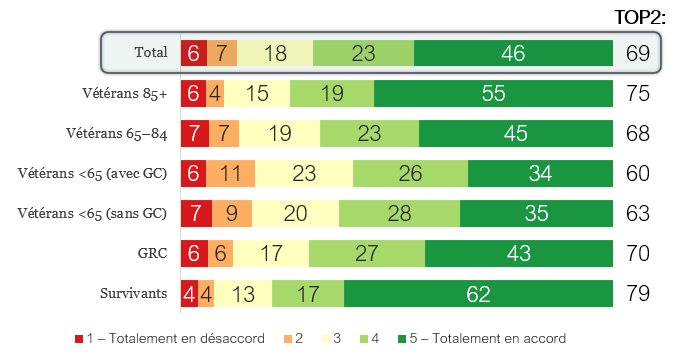 TOP2:
Total 6 7 18 23 46 69
Vétérans 85+ 6 4 15 19 55 75
Vétérans 65–84 7 7 19 23 45 68
Vétérans <65 (avec GC) 6 11 23 26 34 60
Vétérans <65 (sans GC) 7 9 20 28 35 63
GRC 6 6 17 27 43 70
Survivants 4 4 13 17 62 79
1 – Totalement en désaccord 2 3 4 5 – Totalement en accord